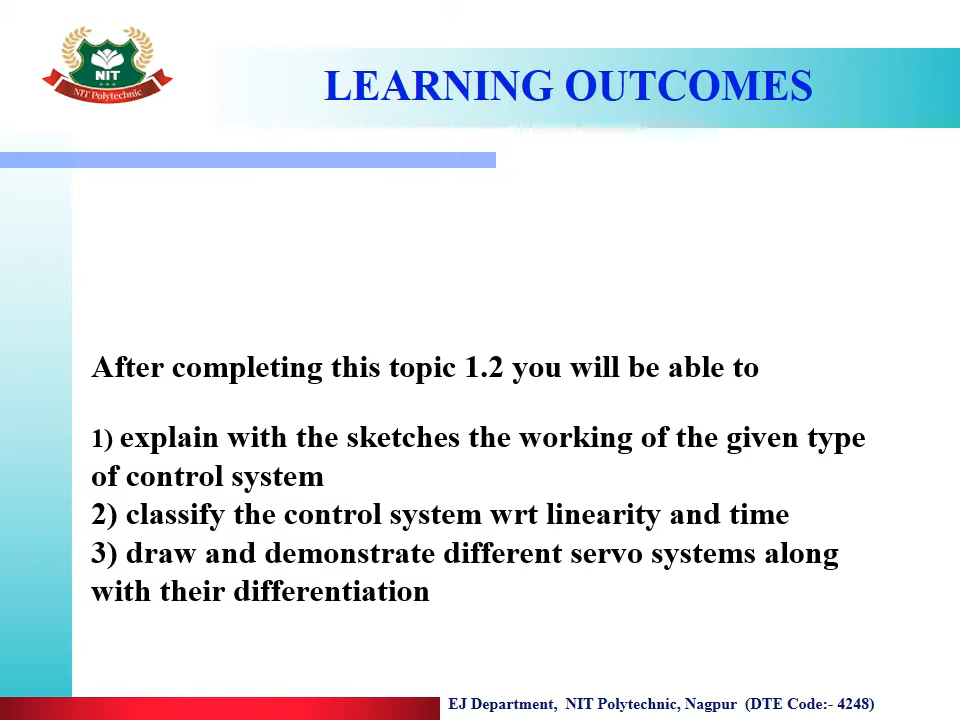 NIT
NIT Polytechnic
LEARNING OUTCOMES
After completing this topic 1.2 you will be able to
1) explain with the sketches the working of the given type
of control system
2) classify the control system wrt linearity and time
3) draw and demonstrate different servo systems along
with their differentiation
EJ Department, NIT Polytechnic, Nagpur (DTE Code:- 4248)